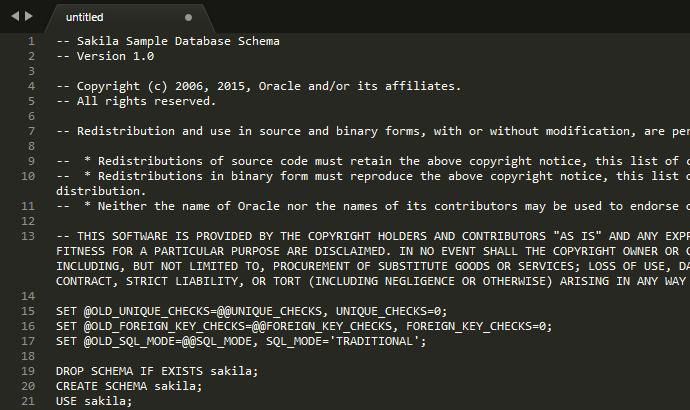 untitled
1 -- Sakila Sample Database Schema
2 -- Version 1.0
3
4 -- Copyright (c) 2006, 2015, Oracle and/or its affiliates.
5 -- All rights reserved.
6
7 -- Redistribution and use in source and binary forms, with or without modification, are
8
9 --  * Redistributions of source code must retain the above copyright notice, this list of
10 --  * Redistributions in binary form must reproduce the above copyright notice, this list
distribution.
11 --  * Neither the name of Oracle nor the names of its contributors may be used to endorse
12
13 -- THIS SOFTWARE IS PROVIDED BY THE COPYRIGHT HOLDERS AND CONTRIBUTORS "AS IS" AND ANY
FITNESS FOR A PARTICULAR PURPOSE ARE DISCLAIMED. IN NO EVENT SHALL THE COPYRIGHT OWNER OR
INCLUDING, BUT NOT LIMITED TO, PROCUREMENT OF SUBSTITUTE GOODS OR SERVICES; LOSS OF USE,
CONTRACT, STRICT LIABILITY, OR TORT (INCLUDING NEGLIGENCE OR OTHERWISE) ARISING IN ANY WAY
14
15 SET @OLD_UNIQUE_CHECKS=@@UNIQUE_CHECKS, UNIQUE_CHECKS=0;
16 SET @OLD_FOREIGN_KEY_CHECKS=@@FOREIGN_KEY_CHECKS, FOREIGN_KEY_CHECKS=0;
17 SET @OLD_SQL_MODE=@@SQL_MODE, SQL_MODE='TRADITIONAL';
18
19 DROP SCHEMA IF EXISTS sakila;
20 CREATE SCHEMA sakila;
21 USE sakila;